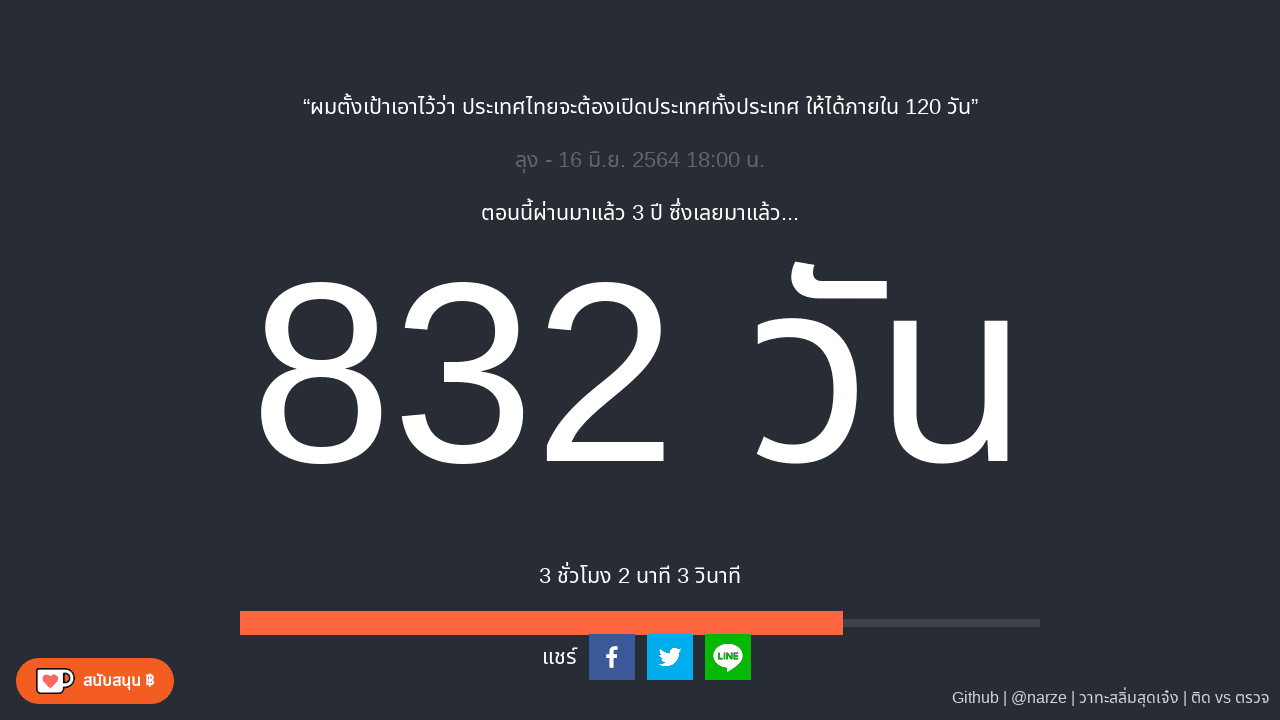 “ผมตั้งเป้าเอาไว้ว่า ประเทศไทยจะต้องเปิดประเทศทั้งประเทศ ให้ได้ภายใน 120 วัน”
ลุง - 16 มิ.ย. 2564 18:00 น.
ตอนนี้ผ่านมาแล้ว 3 ปี ซึ่งเลยมาแล้ว...
832 วัน
3 ชั่วโมง 2 นาที 3 วินาที
แชร์
LINE
สนับสนุน ฿
Github | @narze | วาทะสลิ่มสุดเจ๋ง | ติด vs ตรวจ